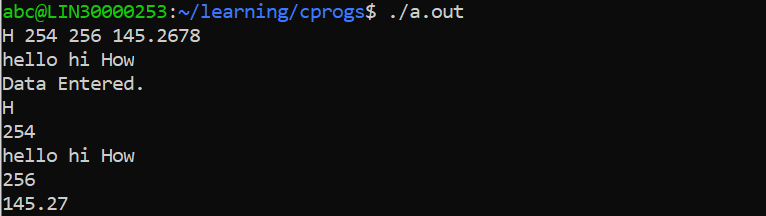 abc@LIN30000253:~/learning/cprogs$ ./a.out
H 254 256 145.2678
hello hi How
Data Entered.
H
254
hello hi How
256
145.27